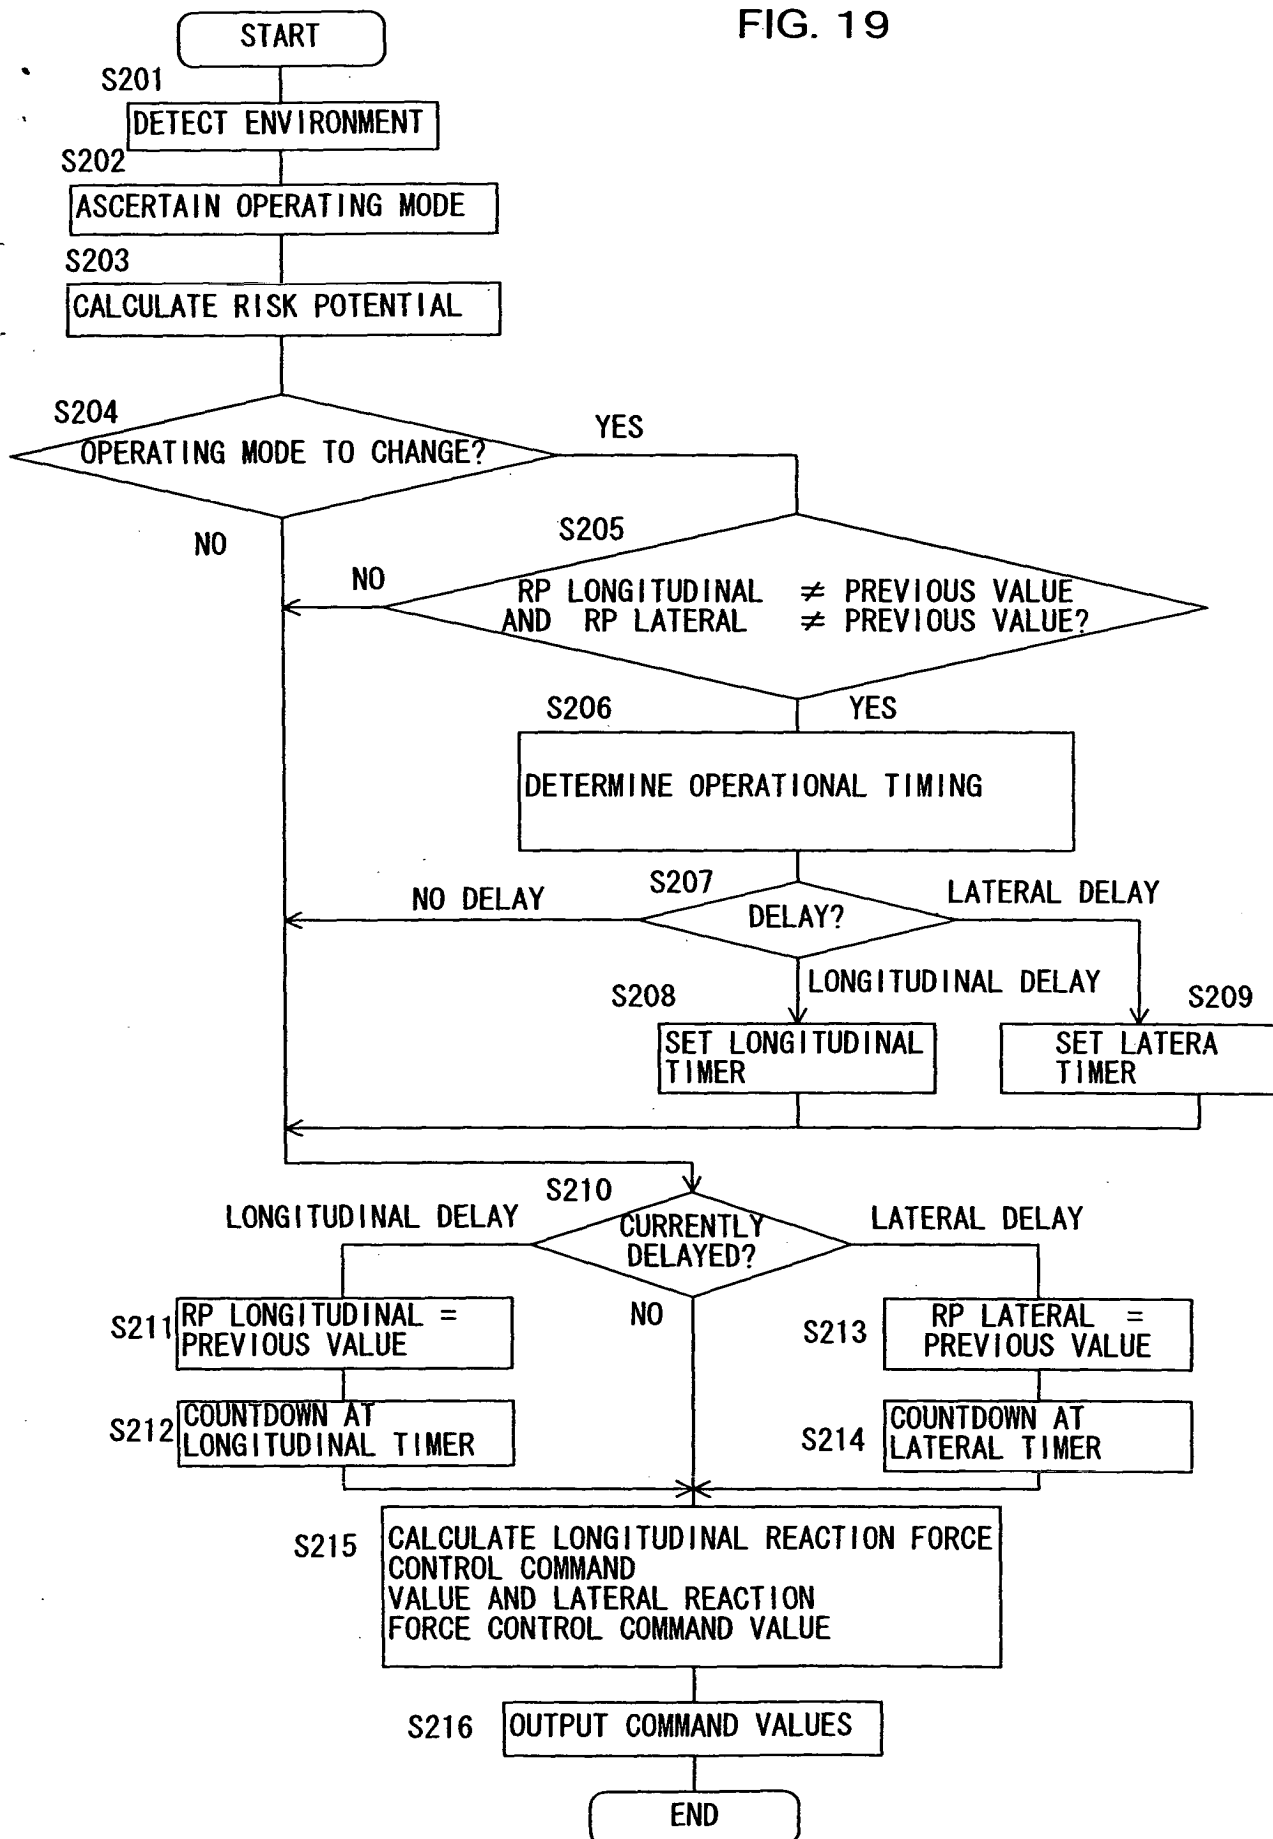 FIG. 19
START
S201
DETECT ENVIRONMENT
S202
ASCERTAIN OPERATING MODE
S203
CALCULATE RISK POTENTIAL
S204
OPERATING MODE TO CHANGE?
YES
NO
S205
NO
RP LONGITUDINAL ≠ PREVIOUS VALUE
AND RP LATERAL ≠ PREVIOUS VALUE?
S206
YES
DETERMINE OPERATIONAL TIMING
S207
NO DELAY
DELAY?
LATERAL DELAY
LONGITUDINAL DELAY
S208
S209
SET LONGITUDINAL
TIMER
SET LATERA
TIMER
S210
LONGITUDINAL DELAY
CURRENTLY
DELAYED?
LATERAL DELAY
NO
S211
RP LONGITUDINAL =
PREVIOUS VALUE
S213
RP LATERAL =
PREVIOUS VALUE
S212
COUNTDOWN AT
LONGITUDINAL TIMER
S214
COUNTDOWN AT
LATERAL TIMER
S215
CALCULATE LONGITUDINAL REACTION FORCE
CONTROL COMMAND
VALUE AND LATERAL REACTION
FORCE CONTROL COMMAND VALUE
S216
OUTPUT COMMAND VALUES
END